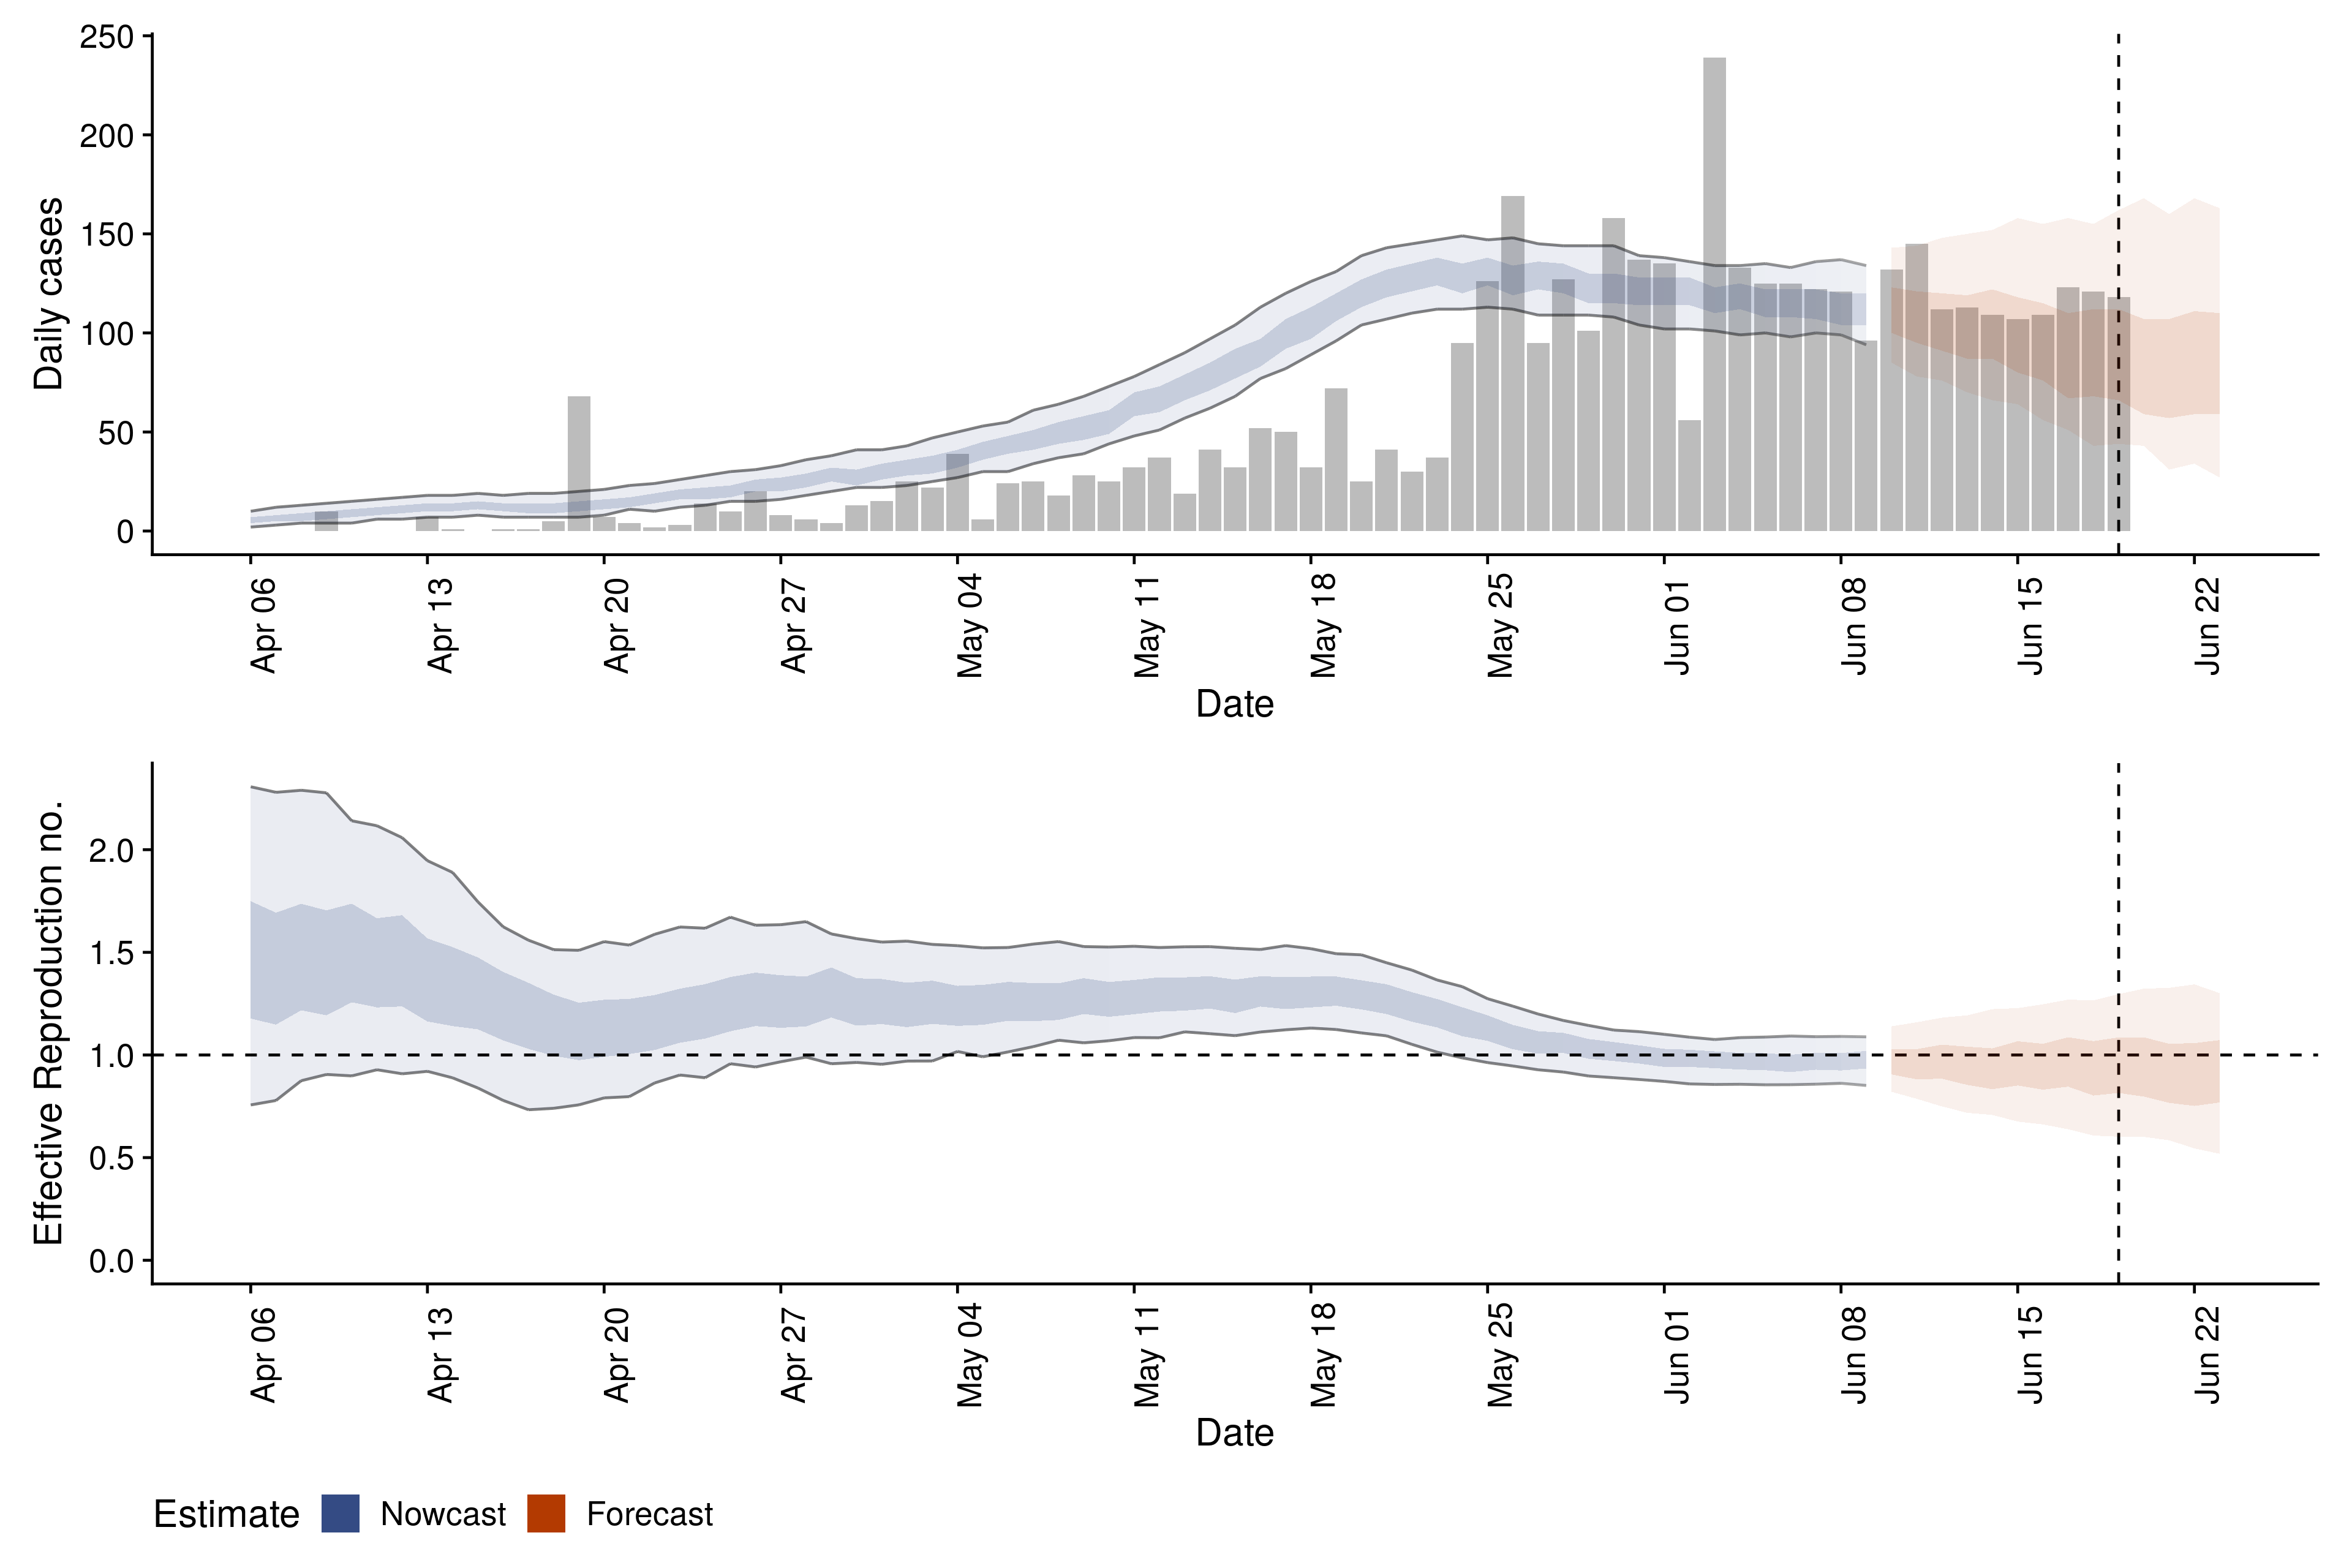 Daily cases
250
200
150
100
50
0
Apr 06
Apr 13
Apr 20
Apr 27
May 04
May 11
May 18
May 25
Jun 01
Jun 08
Jun 15
Jun 22
Date
Effective Reproduction no.
2.0
1.5
1.0
0.5
0.0
Apr 06
Apr 13
Apr 20
Apr 27
May 04
May 11
May 18
May 25
Jun 01
Jun 08
Jun 15
Jun 22
Date
Estimate Nowcast Forecast